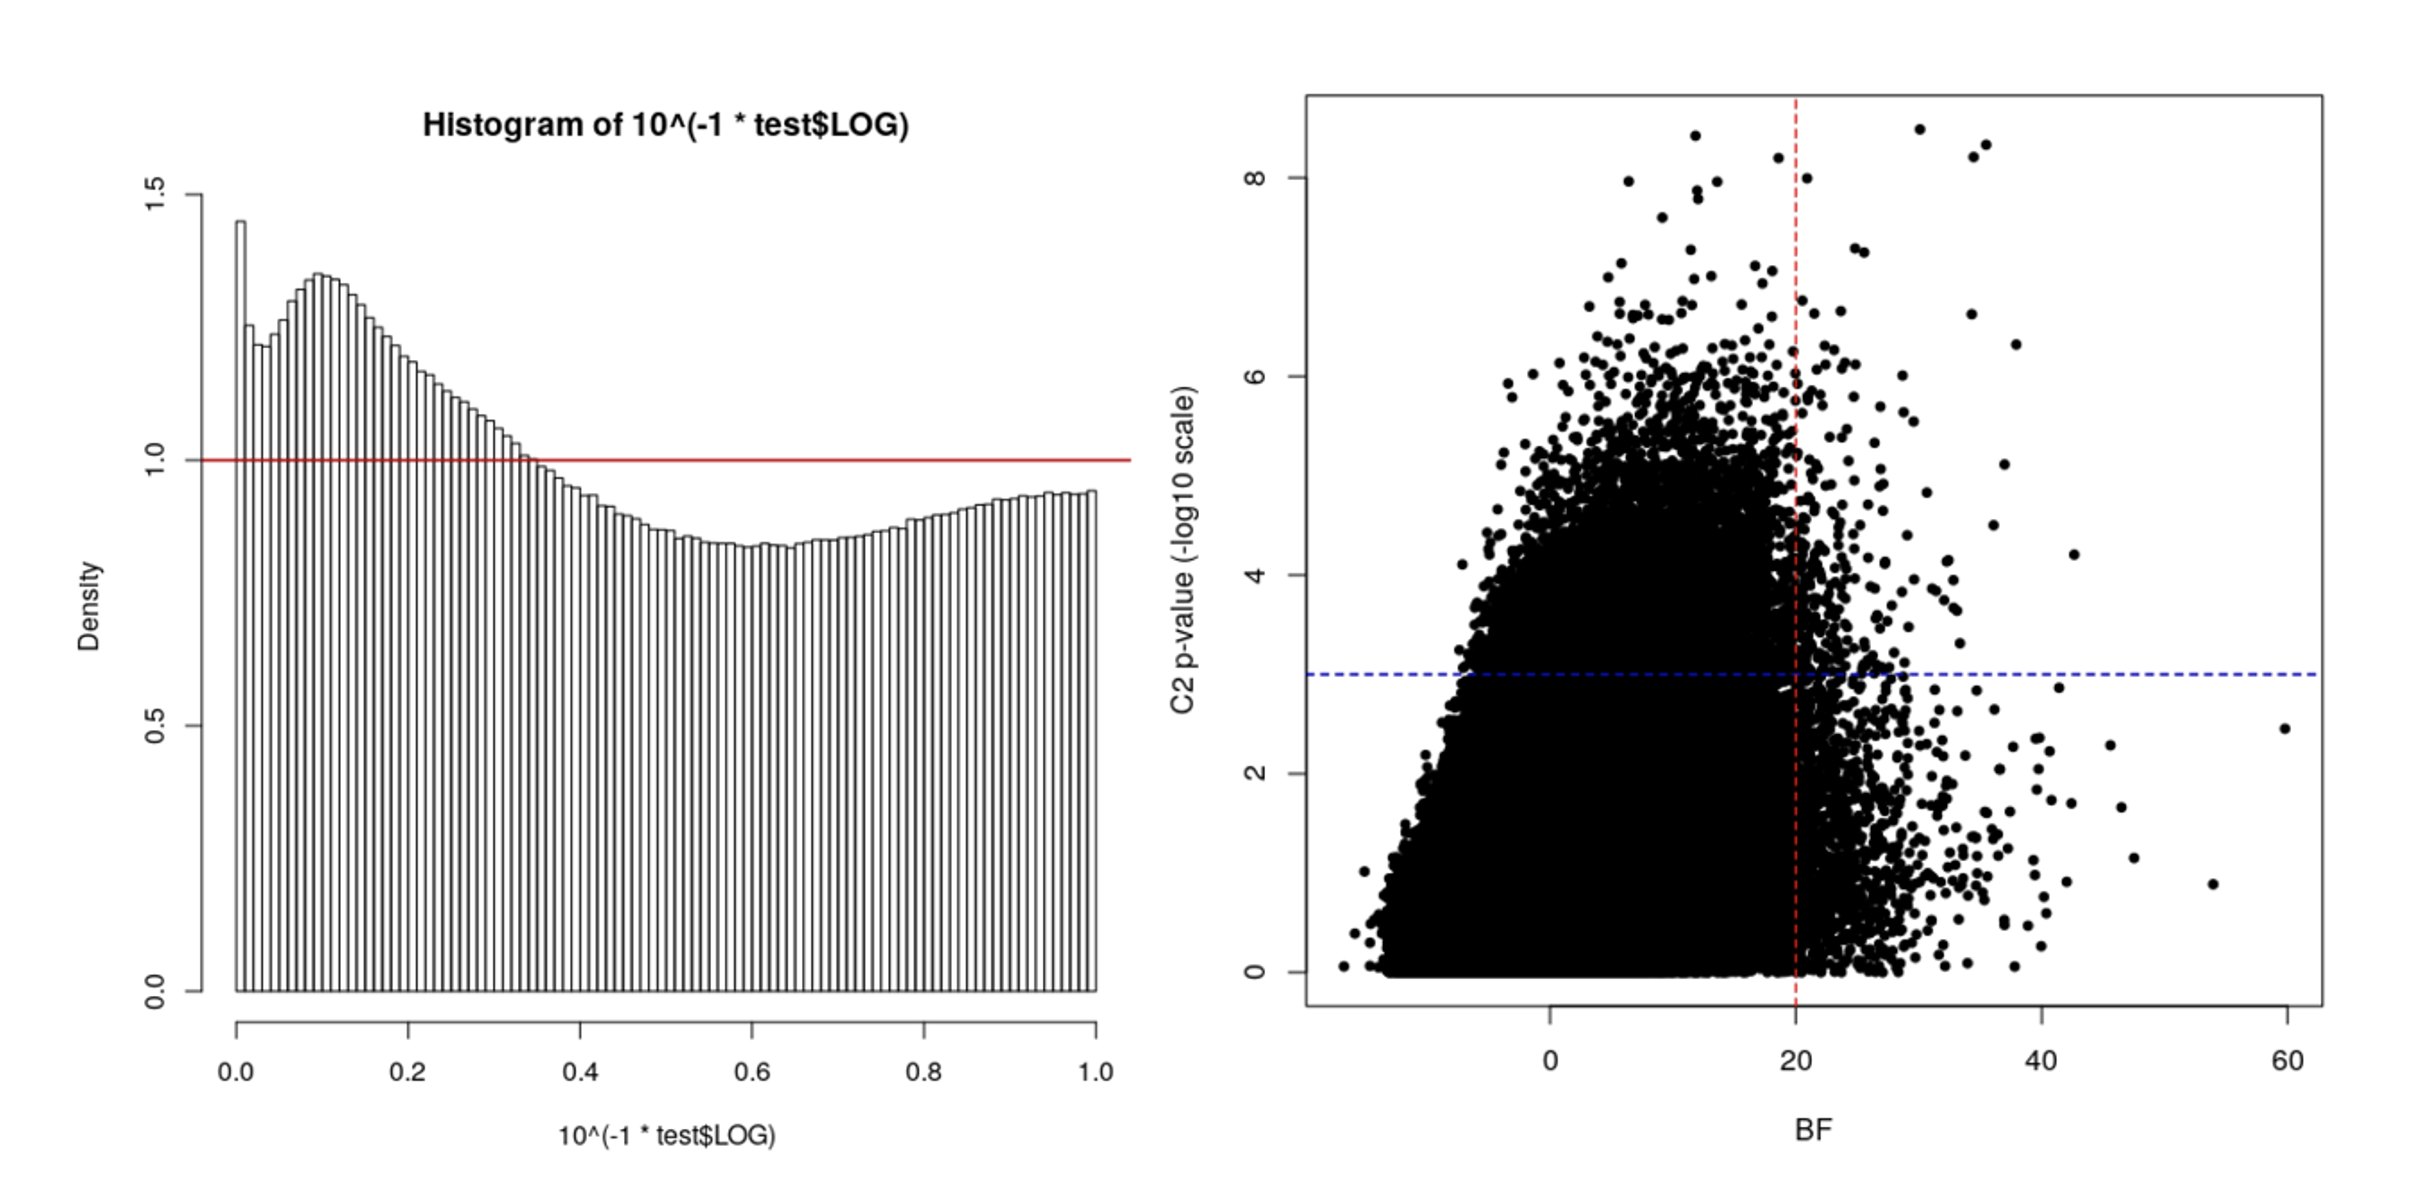 Histogram of 10^(-1 * test$LOG)
Density
0.0
0.5
1.0
1.5
0.0 0.2 0.4 0.6 0.8 1.0
10^(-1 * test$LOG)
C2 p-value (-log10 scale)
0
2
4
6
8
0 20 40 60
BF